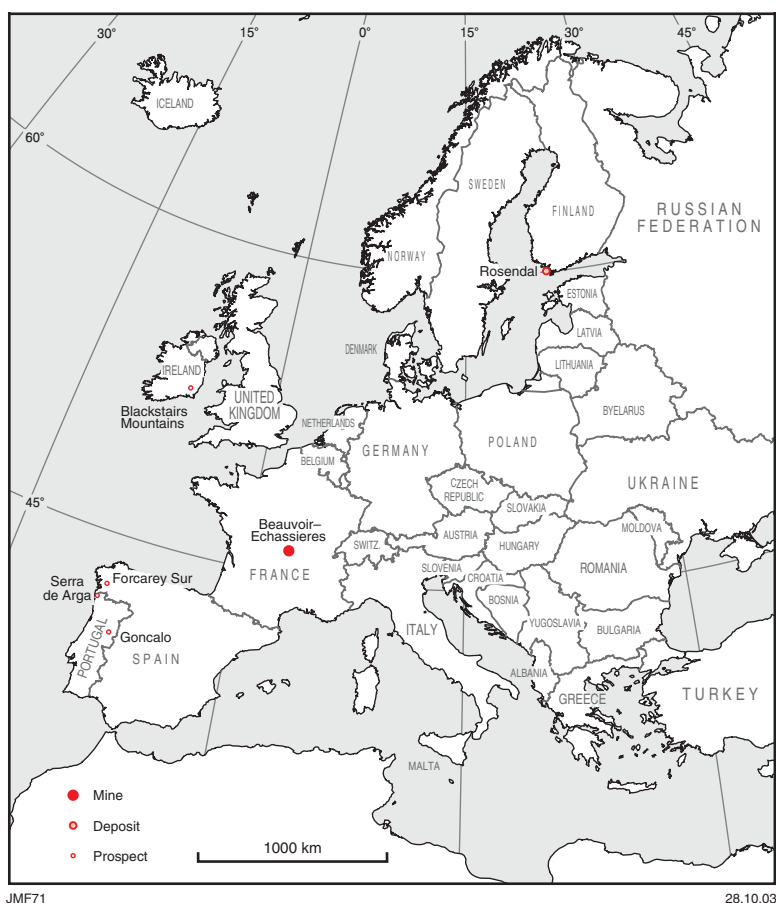 30°
15°
0°
15°
30°
45°
ICELAND
60°
SWEDEN
FINLAND
RUSSIAN
FEDERATION
NORWAY
Rosendal
ESTONIA
LATVIA
DENMARK
LITHUANIA
IRELAND
BYELARUS
Blackstairs
Mountains
UNITED
KINGDOM
NETHERLANDS
GERMANY
POLAND
BELGIUM
UKRAINE
CZECH
REPUBLIC
SLOVAKIA
45°
Beauvoir–
Echassieres
MOLDOVA
AUSTRIA
SWITZ.
HUNGARY
FRANCE
ROMANIA
SLOVENIA
CROATIA
Serra
de Arga
Forcarey Sur
BOSNIA
YUGOSLAVIA
BULGARIA
ITALY
Goncalo
PORTUGAL
SPAIN
ALBANIA
GREECE
TURKEY
MALTA
Mine
Deposit
Prospect
1000 km
JMF71
28.10.03